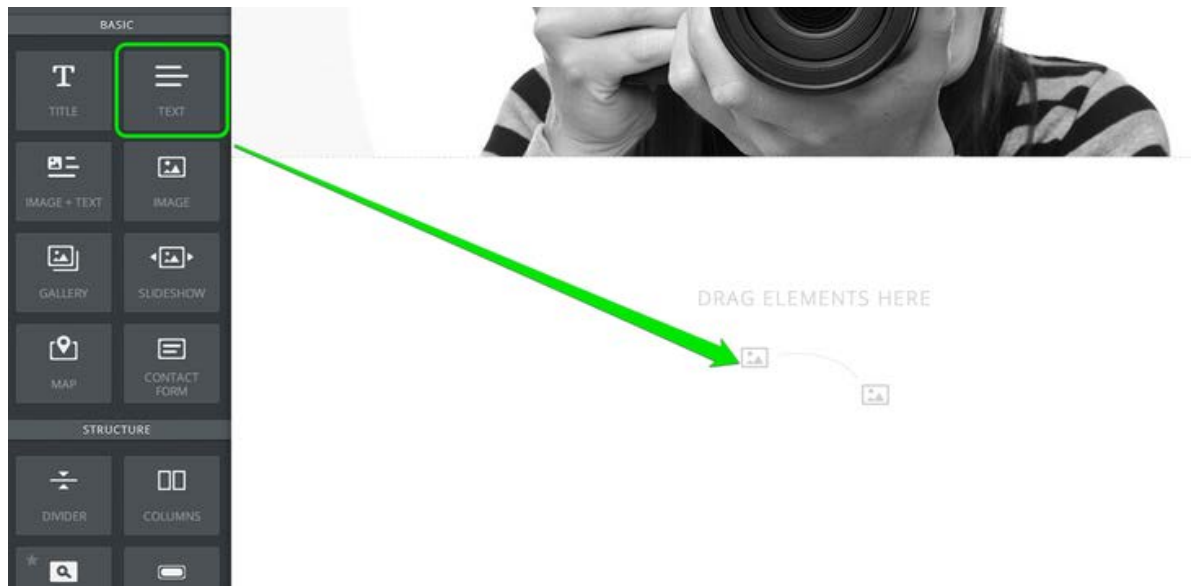 BASIC
TITLE
TEXT
IMAGE + TEXT
IMAGE
GALLERY
SLIDESHOW
MAP
CONTACT
FORM
STRUCTURE
DIVIDER
COLUMNS
DRAG ELEMENTS HERE